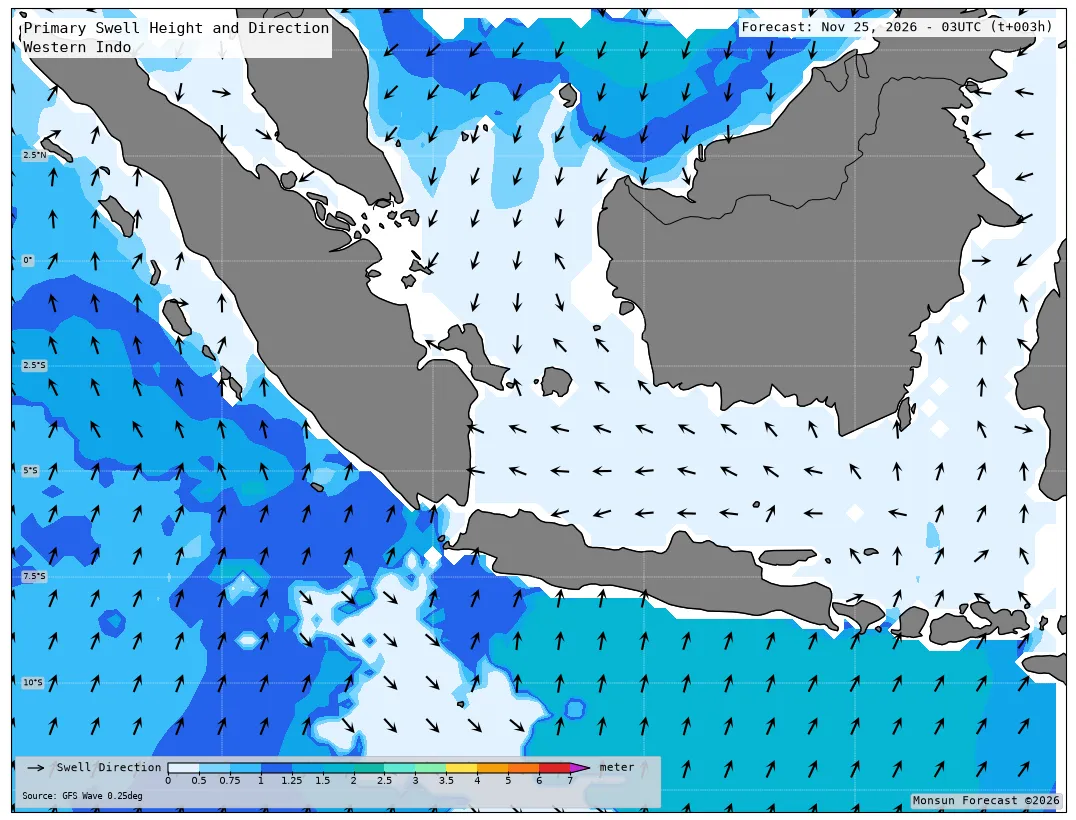 Primary Swell Height and Direction
Western Indo
Forecast: Nov 25, 2026 - 03UTC (t+003h)
2.5°N
0°
2.5°S
5°S
7.5°S
10°S
Swell Direction
0 0.5 0.75 1 1.25 1.5 2 2.5 3 3.5 4 5 6 7
meter
Source: GFS Wave 0.25deg
Monsun Forecast ©2026